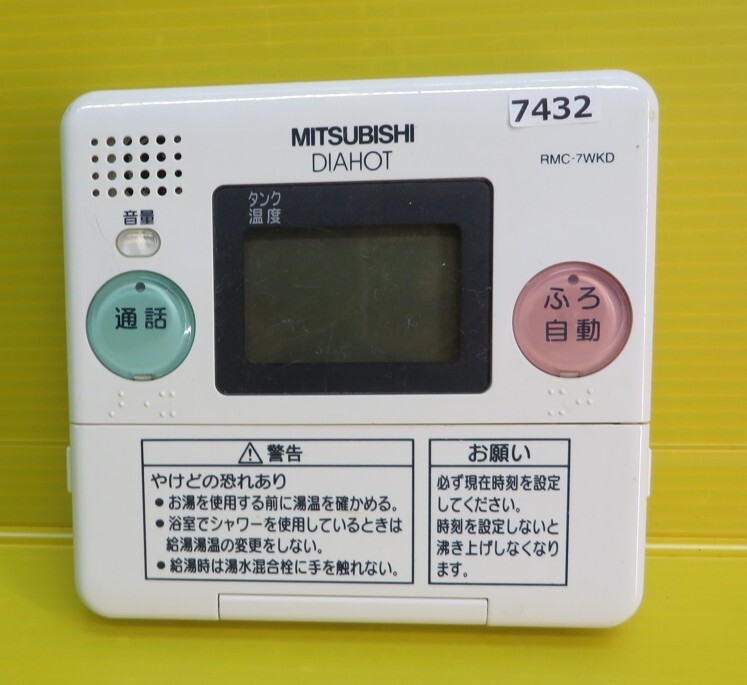 7432
MITSUBISHI
DIAHOT
RMC-7WKD
タンク
温度
音量
通話
ふろ
自動
警告
やけどの恐れあり
● お湯を使用する前に湯温を確かめる。
● 浴室でシャワーを使用しているときは
給湯湯温の変更をしない。
● 給湯時は湯水混合栓に手を触れない。
お願い
必ず現在時刻を設定
してください。
時刻を設定しないと
沸き上げしなくなり
ます。